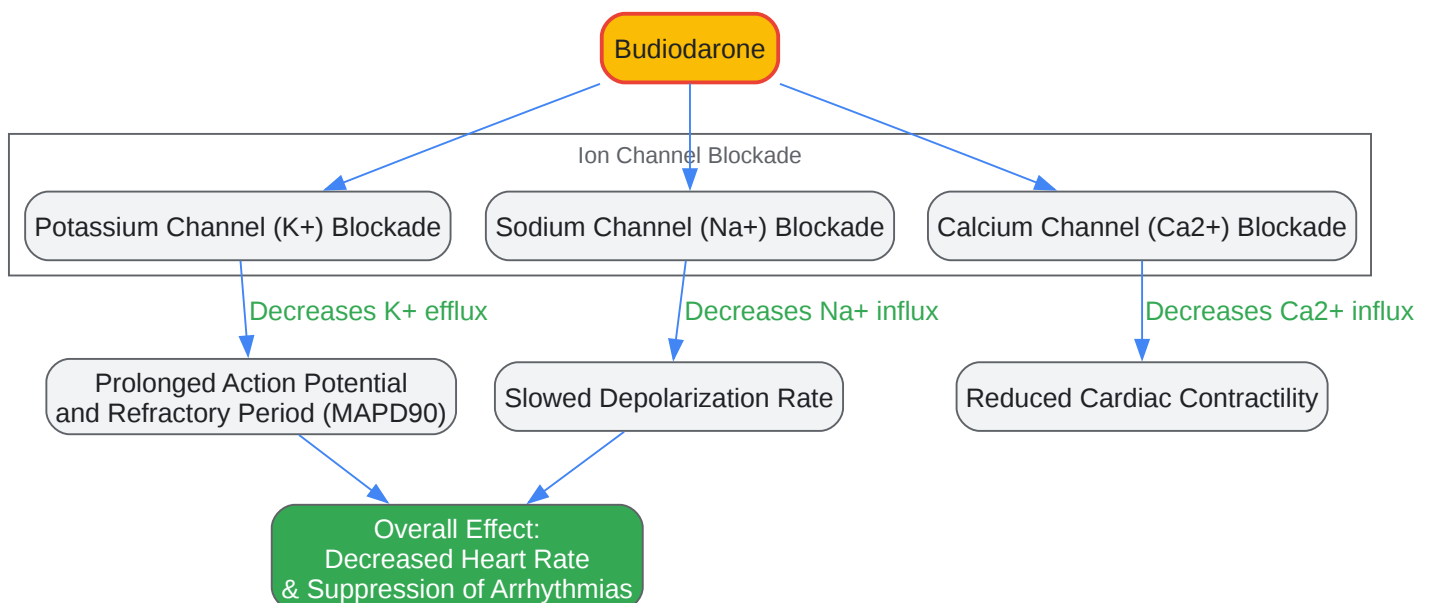 Budiodarone
Ion Channel Blockade
Potassium Channel (K+) Blockade
Sodium Channel (Na+) Blockade
Calcium Channel (Ca2+) Blockade
Decreases K+ efflux
Decreases Na+ influx
Decreases Ca2+ influx
Prolonged Action Potential
and Refractory Period (MAPD90)
Slowed Depolarization Rate
Reduced Cardiac Contractility
Overall Effect:
Decreased Heart Rate
& Suppression of Arrhythmias